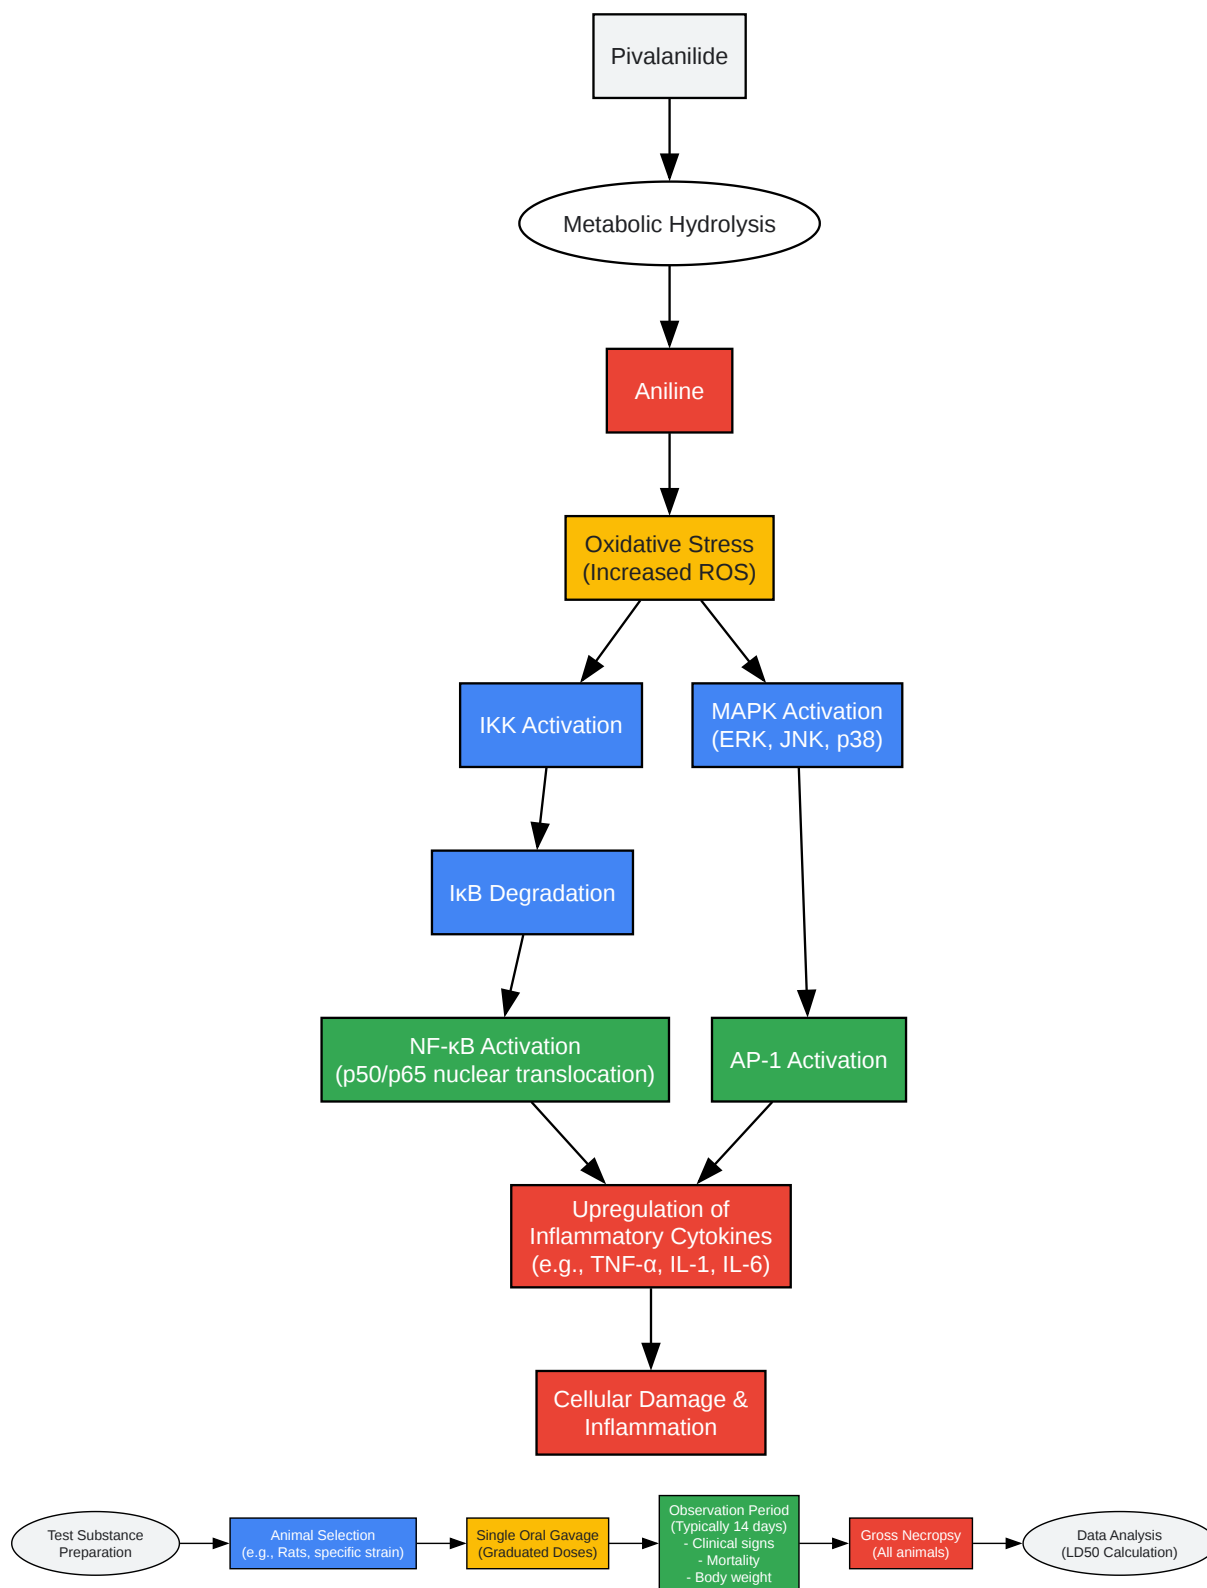 Pivalanilide
Metabolic Hydrolysis
Aniline
Oxidative Stress
(Increased ROS)
IKK Activation
MAPK Activation
(ERK, JNK, p38)
IκB Degradation
NF-κB Activation
(p50/p65 nuclear translocation)
AP-1 Activation
Upregulation of
Inflammatory Cytokines
(e.g., TNF-α, IL-1, IL-6)
Cellular Damage &
Inflammation
Test Substance
Preparation
Animal Selection
(e.g., Rats, specific strain)
Single Oral Gavage
(Graduated Doses)
Observation Period
(Typically 14 days)
- Clinical signs
- Mortality
- Body weight
Gross Necropsy
(All animals)
Data Analysis
(LD50 Calculation)